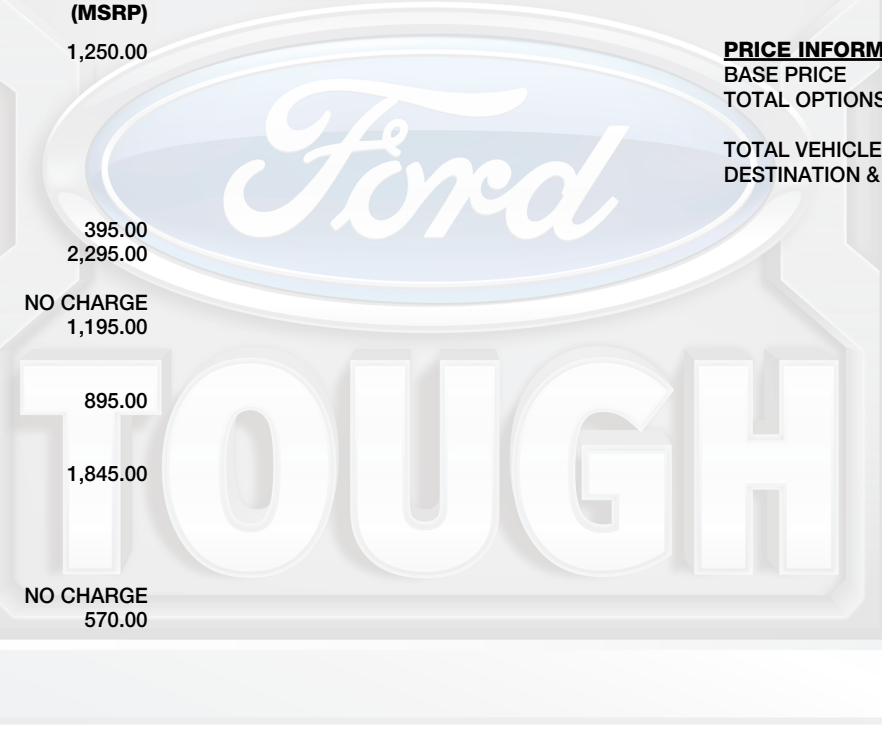 (MSRP)
1,250.00
395.00
2,295.00
NO CHARGE
1,195.00
895.00
1,845.00
NO CHARGE
570.00
PRICE INFORM
BASE PRICE
TOTAL OPTIONS
TOTAL VEHICLE
DESTINATION &
Ford
TOUGH